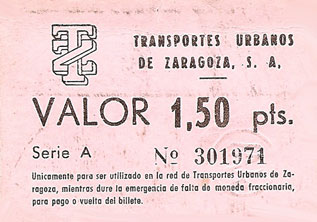 TRANSPORTES URBANOS
DE ZARAGOZA, S. A,
VALOR 1,50 pts.
Serie A Nº 301971
Unicamente para ser utilizado en la red de Transportes Urbanos de Za-
ragoza, mientras dure la emergencia de falta de moneda fraccionaria,
para pago o vuelta del billete.